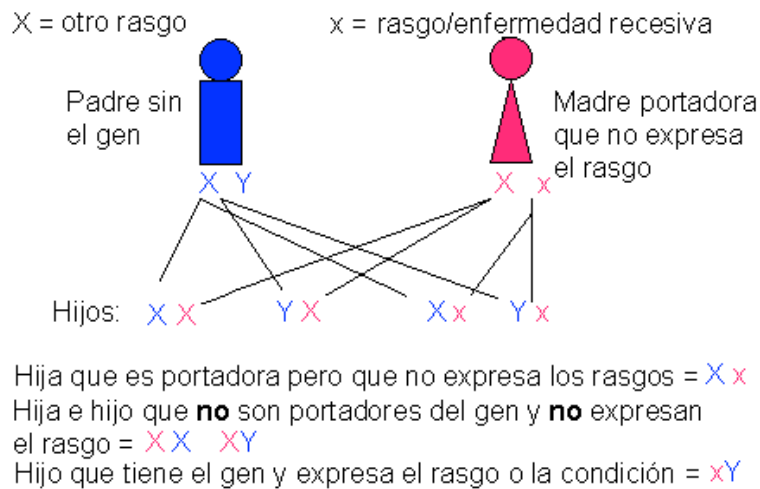 X = otro rasgo x = rasgo/enfermedad recesiva
Padre sin
el gen
Madre portadora
que no expresa
el rasgo
X Y X x
Hijos: X X Y X X x Y x
Hija que es portadora pero que no expresa los rasgos = X x
Hija e hijo que no son portadores del gen y no expresan
el rasgo = X X X Y
Hijo que tiene el gen y expresa el rasgo o la condición = xY